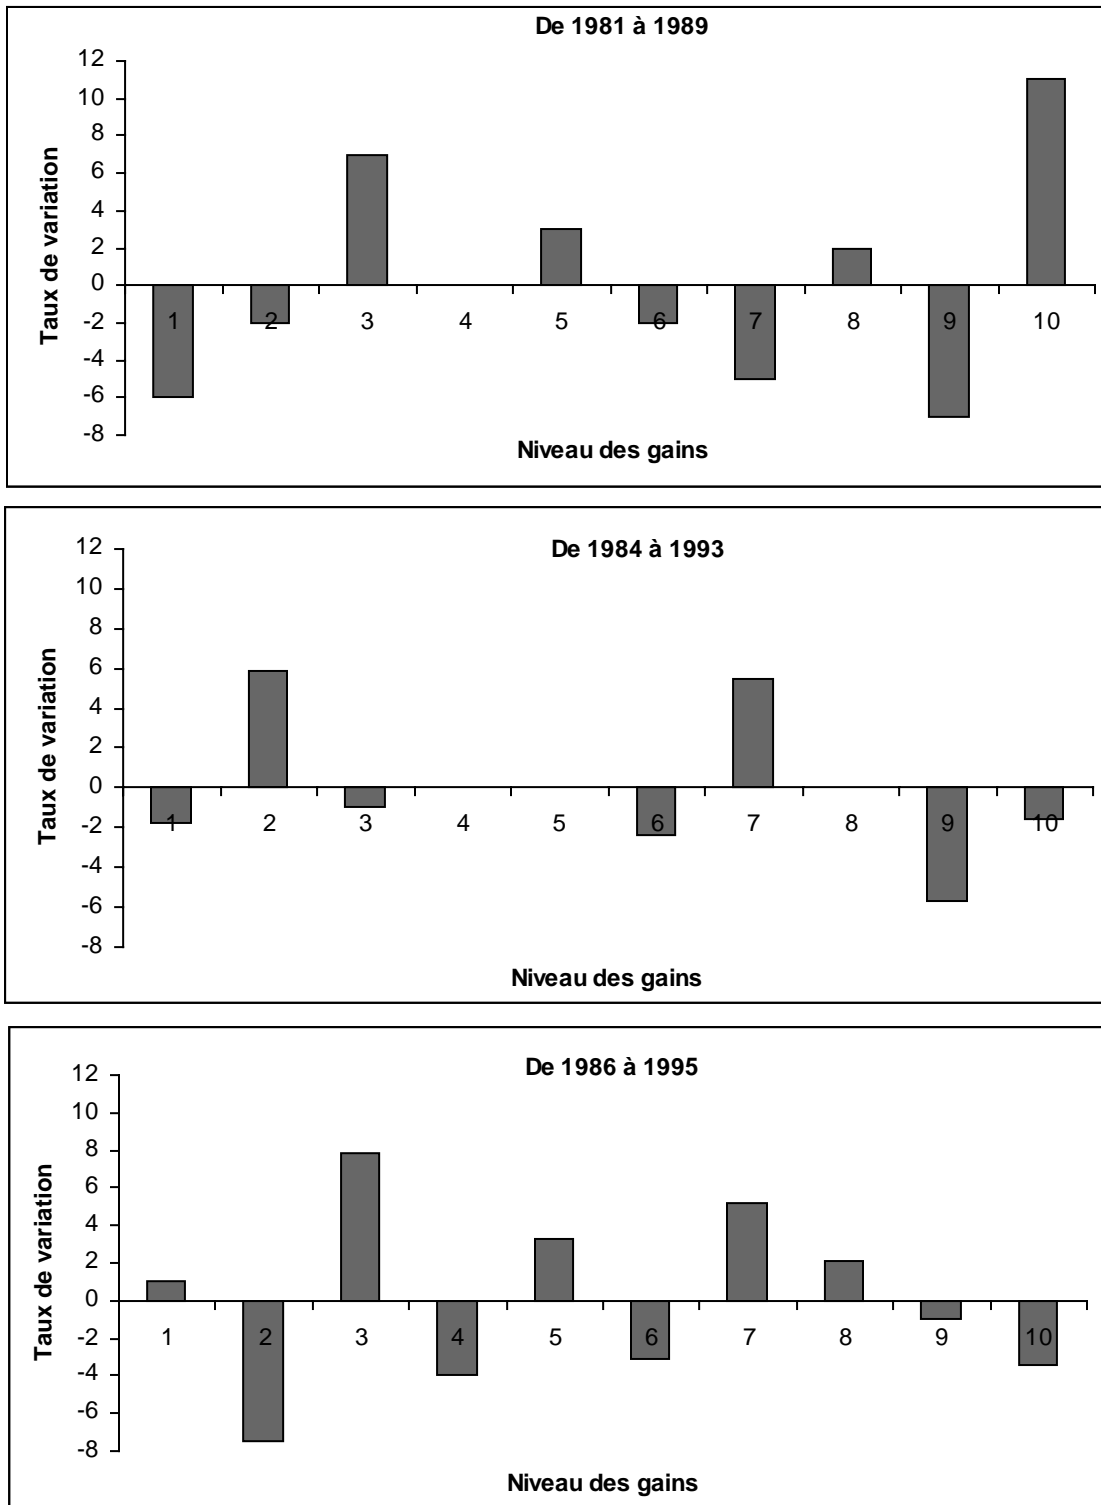 De 1981 à 1989
12
10
8
6
4
2
0
-2
-4
-6
-8
Taux de variation
1 2 3 4 5 6 7 8 9 10
Niveau des gains
De 1984 à 1993
12
10
8
6
4
2
0
-2
-4
-6
-8
Taux de variation
1 2 3 4 5 6 7 8 9 10
Niveau des gains
De 1986 à 1995
12
10
8
6
4
2
0
-2
-4
-6
-8
Taux de variation
1 2 3 4 5 6 7 8 9 10
Niveau des gains